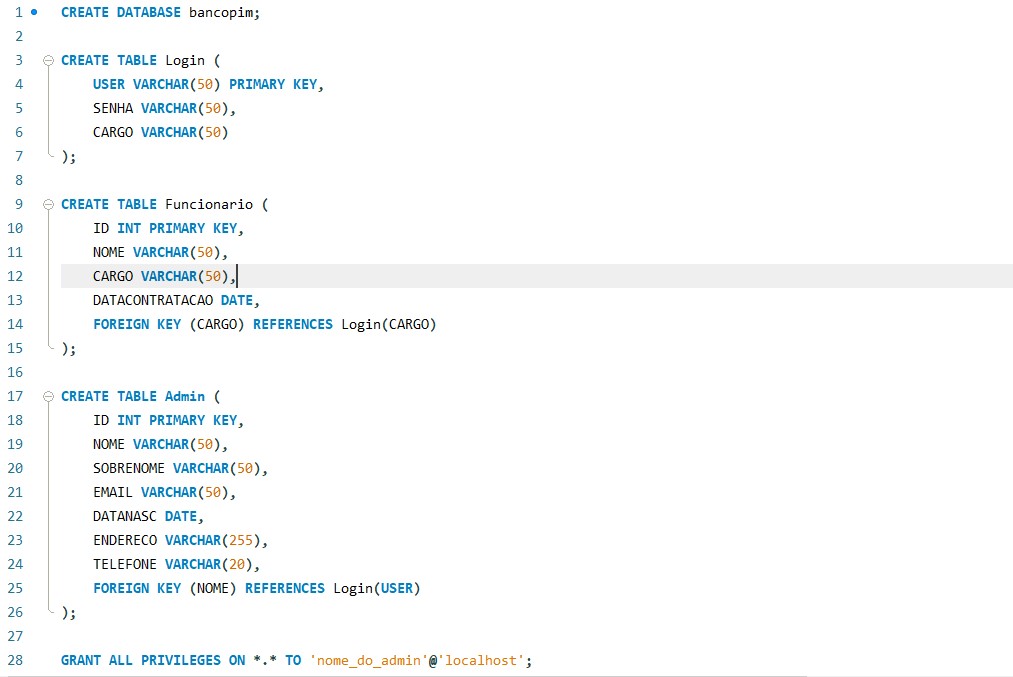 1 CREATE DATABASE bancopim;
2
3 CREATE TABLE Login (
4 USER VARCHAR(50) PRIMARY KEY,
5 SENHA VARCHAR(50),
6 CARGO VARCHAR(50)
7 );
8
9 CREATE TABLE Funcionario (
10 ID INT PRIMARY KEY,
11 NOME VARCHAR(50),
12 CARGO VARCHAR(50),
13 DATACONTRATACAO DATE,
14 FOREIGN KEY (CARGO) REFERENCES Login(CARGO)
15 );
16
17 CREATE TABLE Admin (
18 ID INT PRIMARY KEY,
19 NOME VARCHAR(50),
20 SOBRENOME VARCHAR(50),
21 EMAIL VARCHAR(50),
22 DATANASC DATE,
23 ENDERECO VARCHAR(255),
24 TELEFONE VARCHAR(20),
25 FOREIGN KEY (NOME) REFERENCES Login(USER)
26 );
27
28 GRANT ALL PRIVILEGES ON *.* TO 'nome_do_admin'@'localhost';